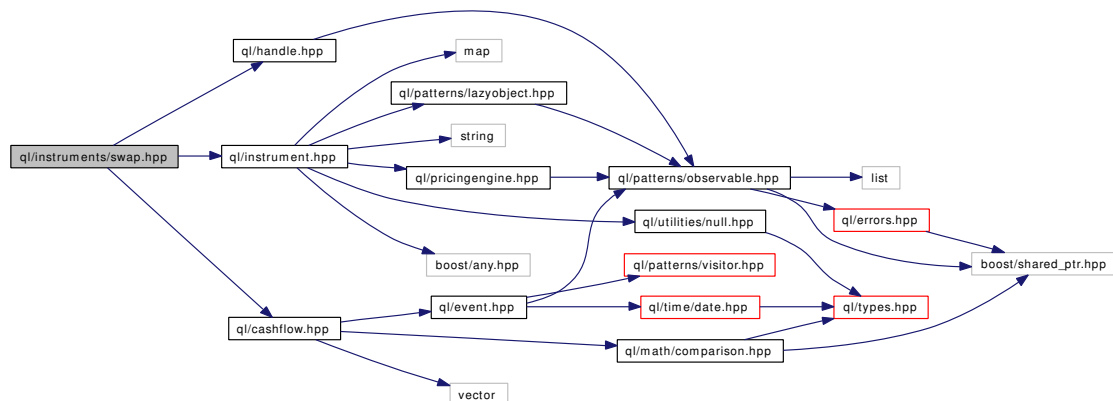 ql/handle.hpp
map
ql/patterns/lazyobject.hpp
string
ql/instruments/swap.hpp
ql/instrument.hpp
ql/pricingengine.hpp
ql/patterns/observable.hpp
list
ql/utilities/null.hpp
ql/errors.hpp
boost/any.hpp
ql/patterns/visitor.hpp
boost/shared_ptr.hpp
ql/event.hpp
ql/time/date.hpp
ql/types.hpp
ql/cashflow.hpp
ql/math/comparison.hpp
vector